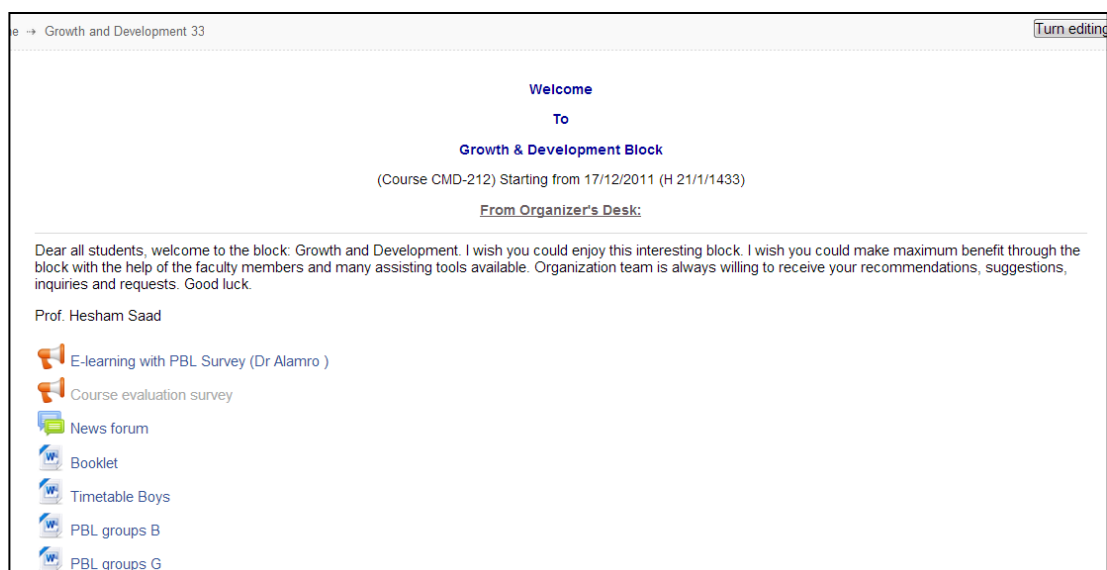 e → Growth and Development 33
Turn editing
Welcome
To
Growth & Development Block
(Course CMD-212) Starting from 17/12/2011 (H 21/1/1433)
From Organizer's Desk:
Dear all students, welcome to the block: Growth and Development. I wish you could enjoy this interesting block. I wish you could make maximum benefit through the
block with the help of the faculty members and many assisting tools available. Organization team is always willing to receive your recommendations, suggestions,
inquiries and requests. Good luck.
Prof. Hesham Saad
E-learning with PBL Survey (Dr Alamro )
Course evaluation survey
News forum
Booklet
Timetable Boys
PBL groups B
PBL groups G